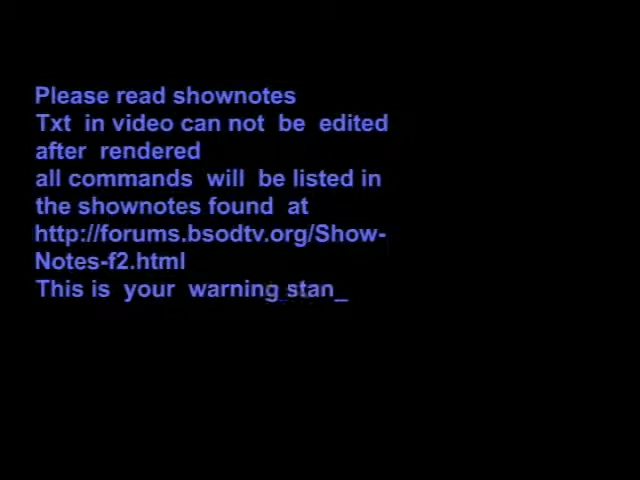 Please read shownotes
Txt in video can not be edited
after rendered
all commands will be listed in
the shownotes found at
http://forums.bsodtv.org/Show-
Notes-f2.html
This is your warning stan_